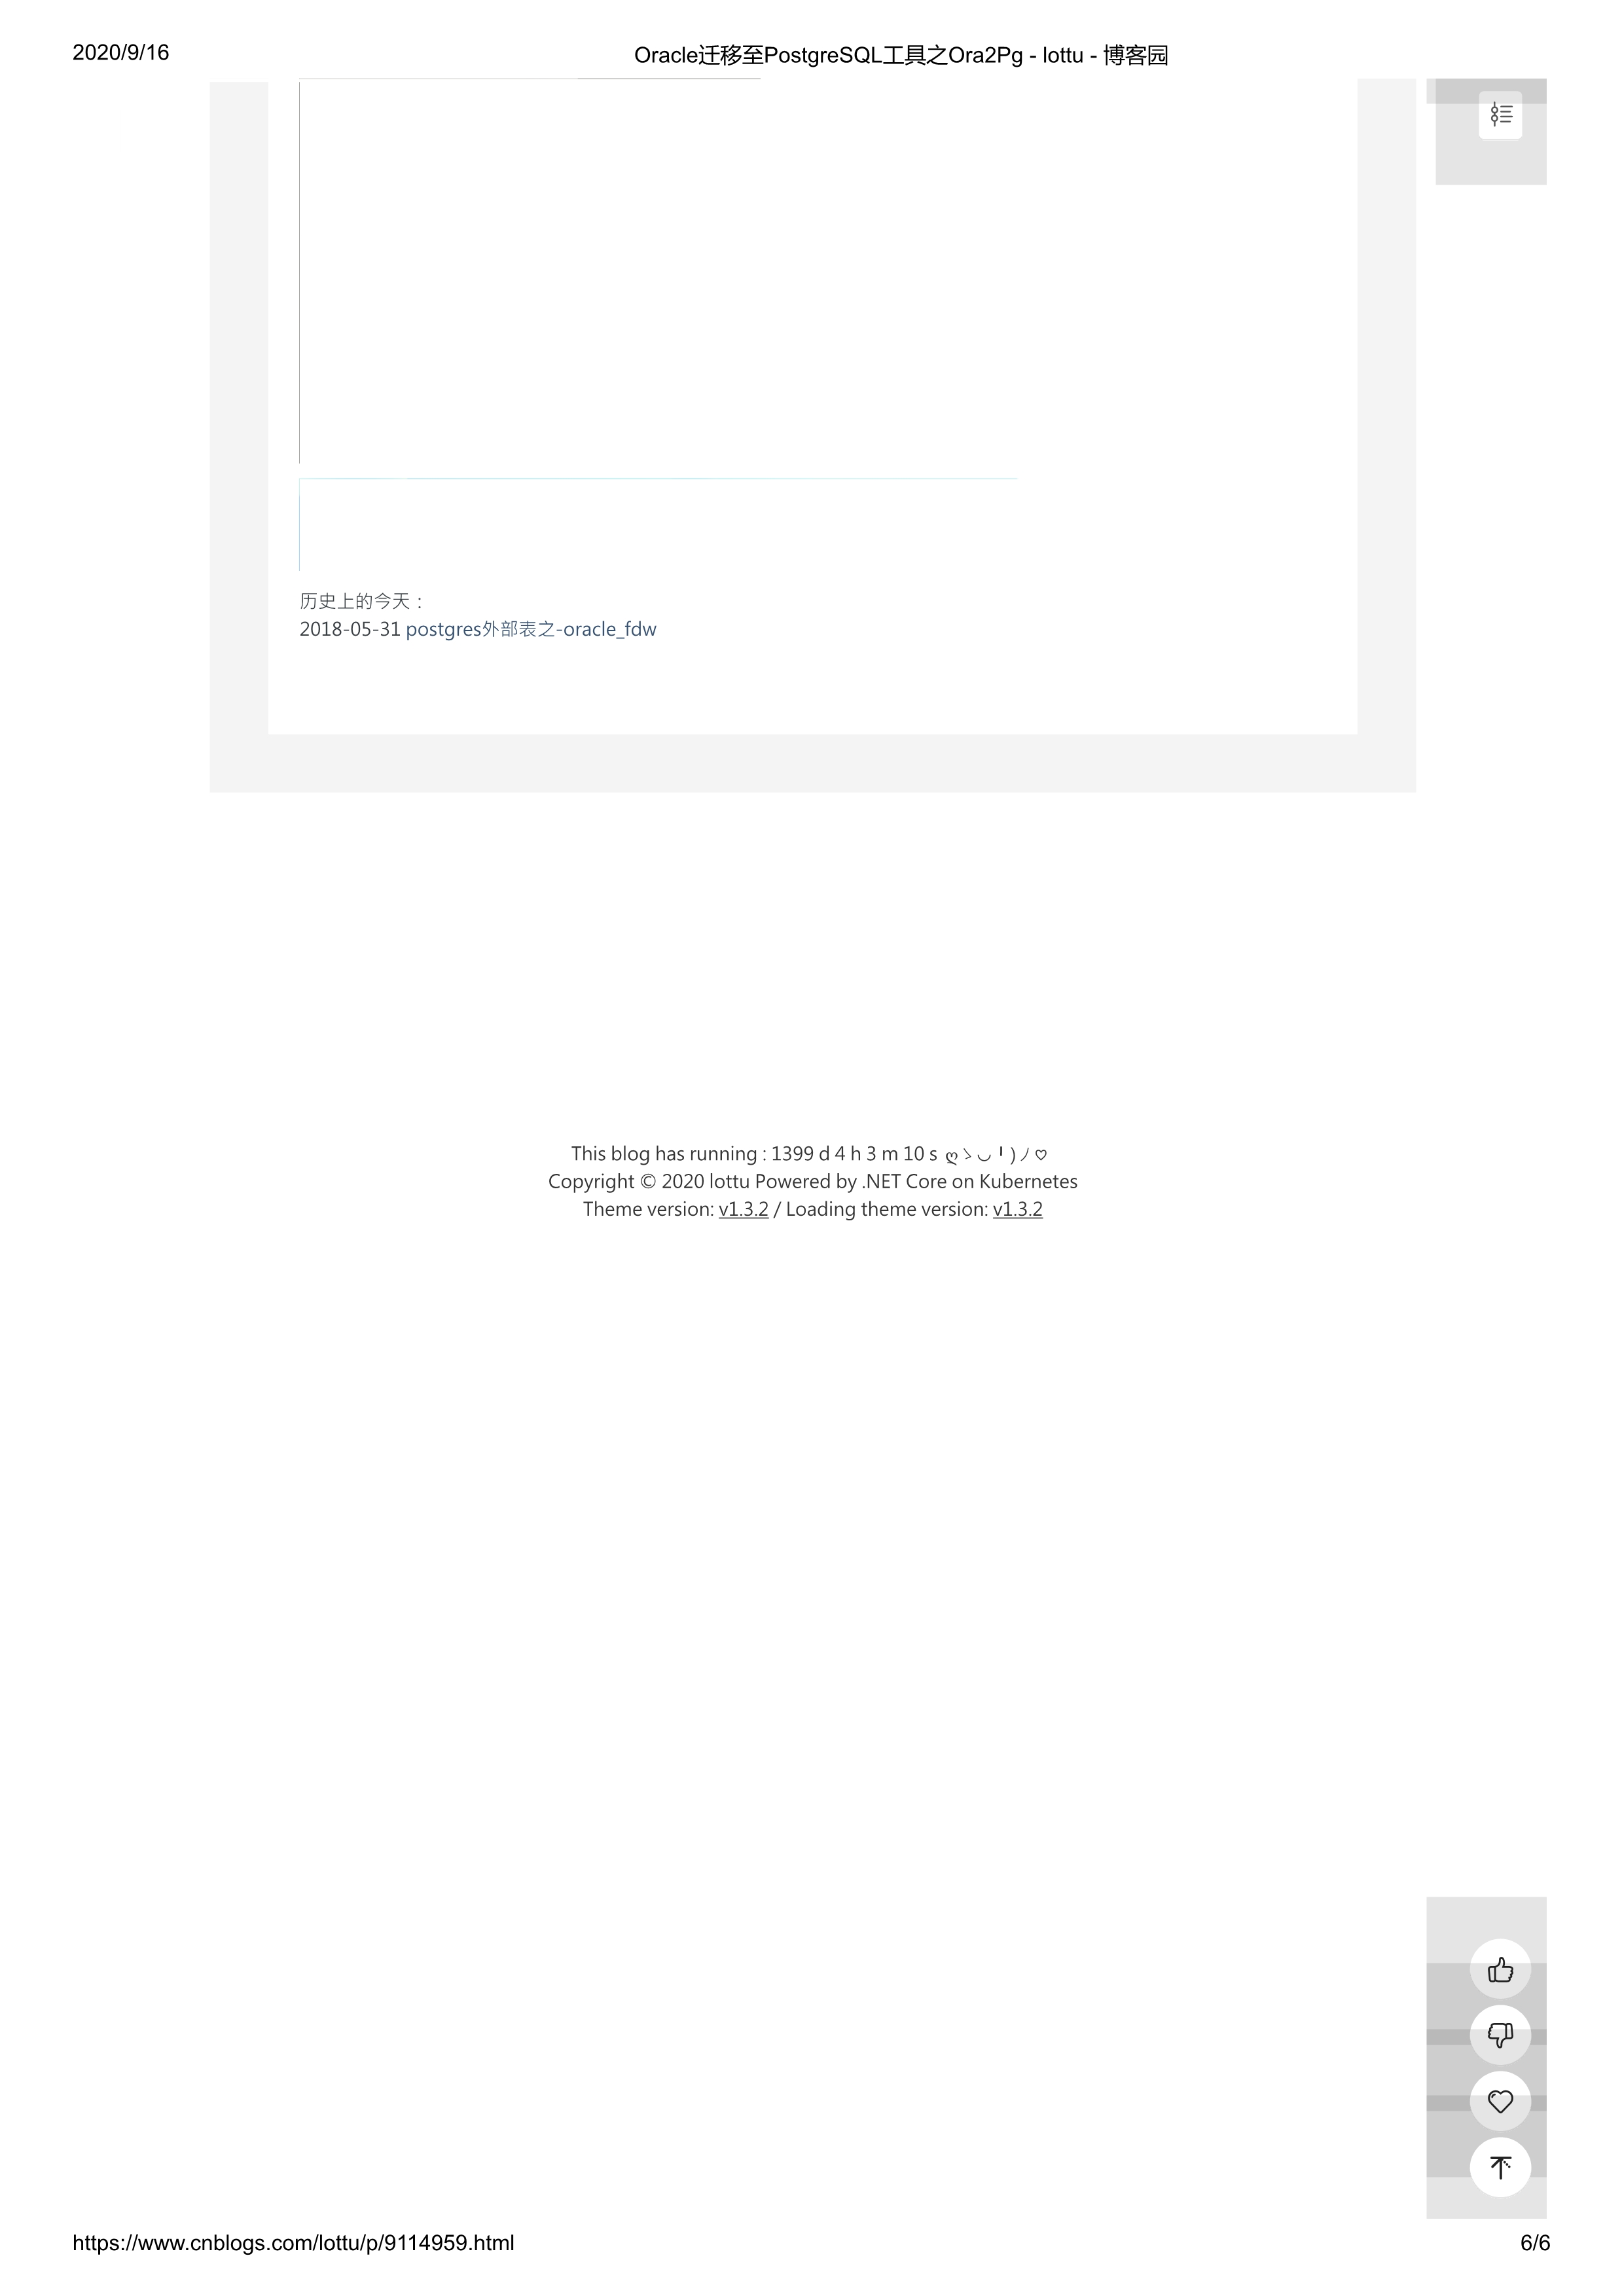 2020/9/16
Oracle迁移至PostgreSQL工具之Ora2Pg - lottu - 博客园
历史上的今天：
2018-05-31 postgres外部表之-oracle_fdw
This blog has running : 1399 d 4 h 3 m 10 s ღゝ◡╹)ノ♡
Copyright © 2020 lottu Powered by .NET Core on Kubernetes
Theme version: v1.3.2 / Loading theme version: v1.3.2
https://www.cnblogs.com/lottu/p/9114959.html
6/6